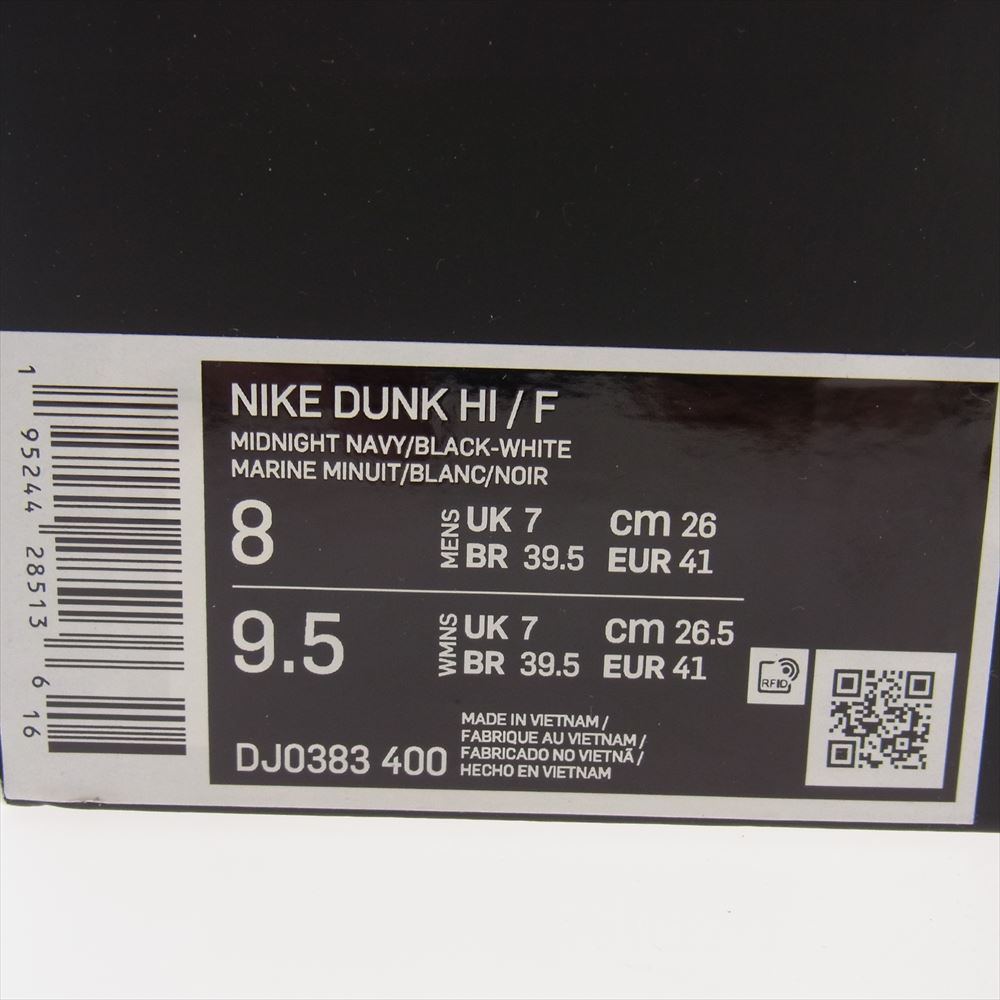 1 95244 28513 6 16
NIKE DUNK HI / F
MIDNIGHT NAVY/BLACK-WHITE
MARINE MINUIT/BLANC/NOIR
8 MENS UK 7 cm 26
BR 39.5 EUR 41
9.5 WMNS UK 7 cm 26.5
BR 39.5 EUR 41
RFID
DJ0383 400
MADE IN VIETNAM /
FABRIQUE AU VIETNAM /
FABRICADO NO VIETNÃ /
HECHO EN VIETNAM